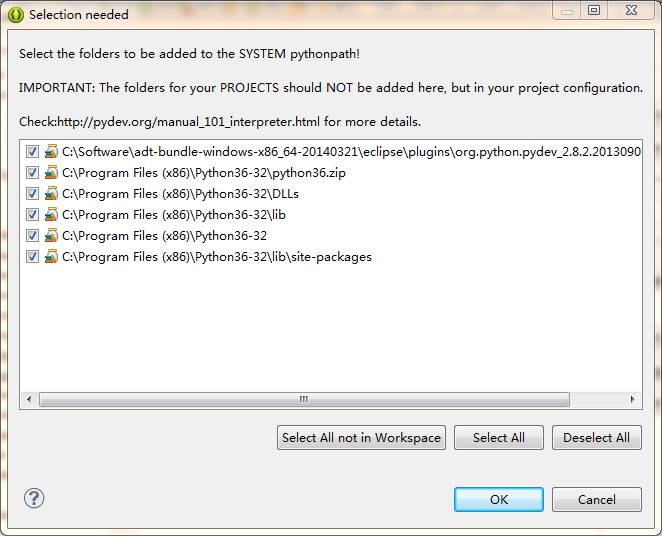 Selection needed
Select the folders to be added to the SYSTEM pythonpath!
IMPORTANT: The folders for your PROJECTS should NOT be added here, but in your project configuration.
Check:http://pydev.org/manual_101_interpreter.html for more details.
C:\Software\adt-bundle-windows-x86_64-20140321\eclipse\plugins\org.python.pydev_2.8.2.2013090
C:\Program Files (x86)\Python36-32\python36.zip
C:\Program Files (x86)\Python36-32\DLLs
C:\Program Files (x86)\Python36-32\lib
C:\Program Files (x86)\Python36-32
C:\Program Files (x86)\Python36-32\lib\site-packages
Select All not in Workspace
Select All
Deselect All
?
OK
Cancel